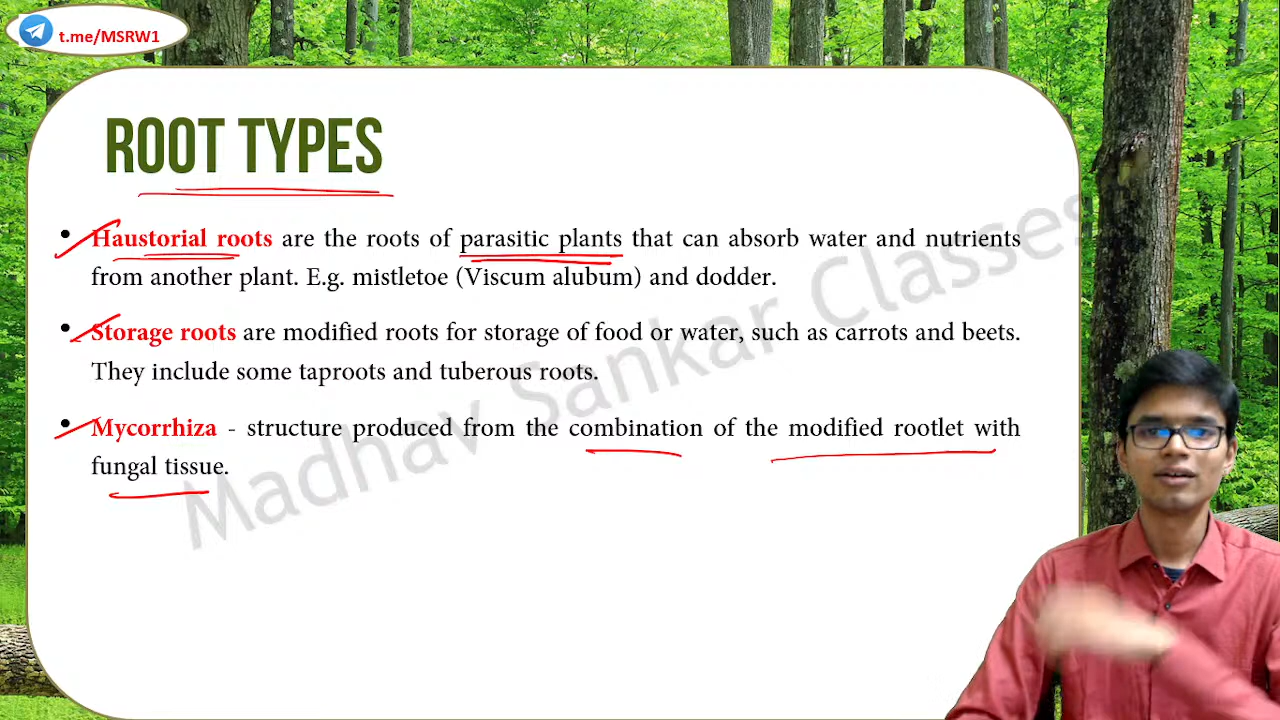 t.me/MSRW1
ROOT TYPES
• Haustorial roots are the roots of parasitic plants that can absorb water and nutrients
from another plant. E.g. mistletoe (Viscum alubum) and dodder.
• Storage roots are modified roots for storage of food or water, such as carrots and beets.
They include some taproots and tuberous roots.
• Mycorrhiza - structure produced from the combination of the modified rootlet with
fungal tissue.
Madhav Sankar Classes